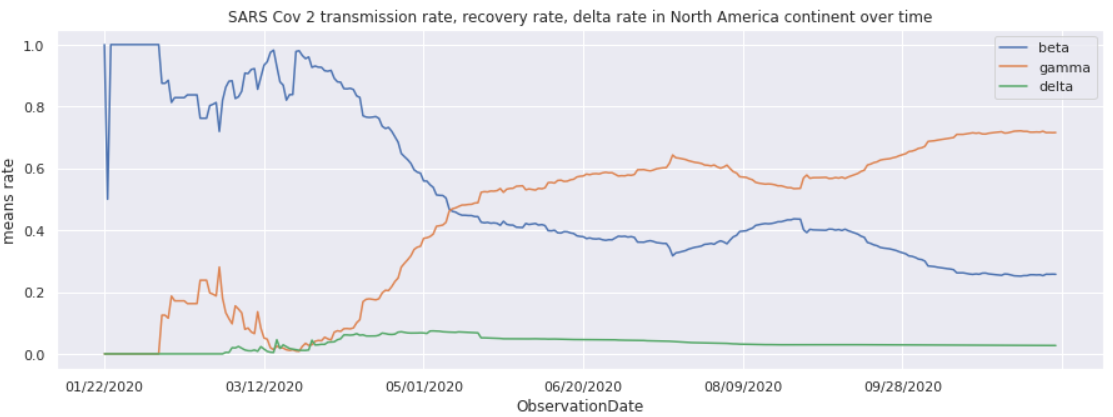 SARS Cov 2 transmission rate, recovery rate, delta rate in North America continent over time
1.0
0.8
0.6
0.4
0.2
0.0
means rate
beta
gamma
delta
01/22/2020 03/12/2020 05/01/2020 06/20/2020 08/09/2020 09/28/2020
ObservationDate